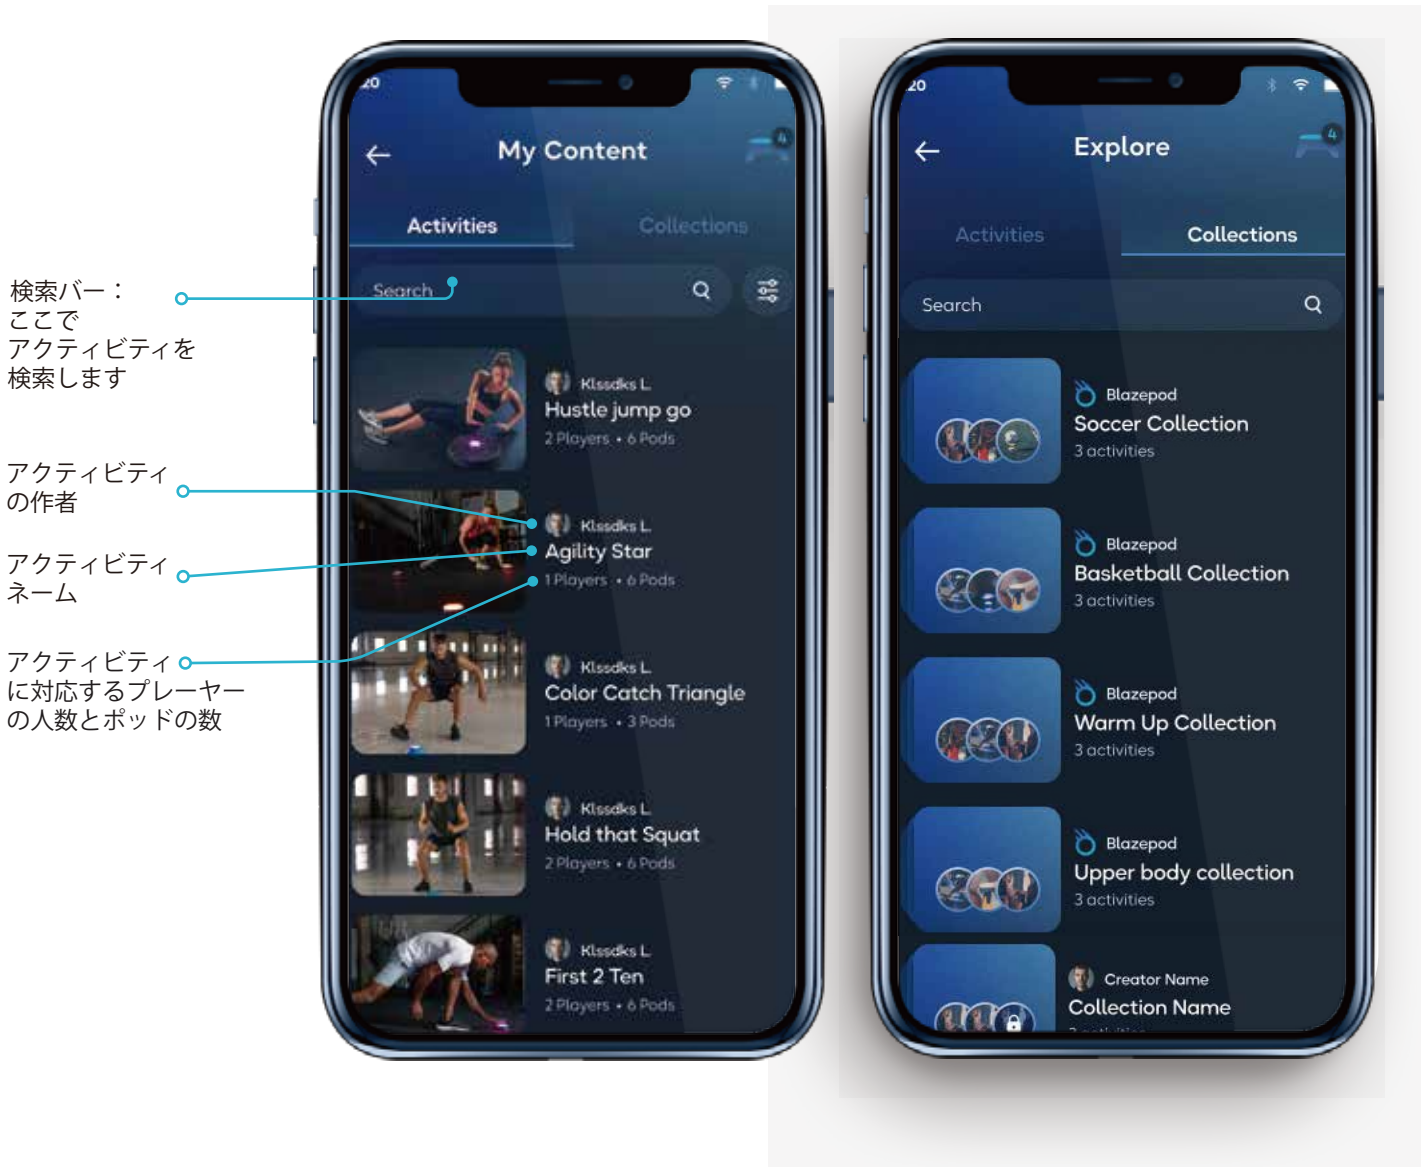 検索バー：
ここで
アクティビティを
検索します
アクティビティ
の作者
アクティビティ
ネーム
アクティビティ
に対応するプレーヤー
の人数とポッドの数
20
4
My Content
Activities
Collections
Search
Klssdks L.
Hustle jump go
2 Players • 6 Pods
Klssdks L.
Agility Star
1 Players • 6 Pods
Klssdks L.
Color Catch Triangle
1 Players • 3 Pods
Klssdks L.
Hold that Squat
2 Players • 6 Pods
Klssdks L.
First 2 Ten
2 Players • 6 Pods
20
4
Explore
Activities
Collections
Search
Blazepod
Soccer Collection
3 activities
Blazepod
Basketball Collection
3 activities
Blazepod
Warm Up Collection
3 activities
Blazepod
Upper body collection
3 activities
Creator Name
Collection Name